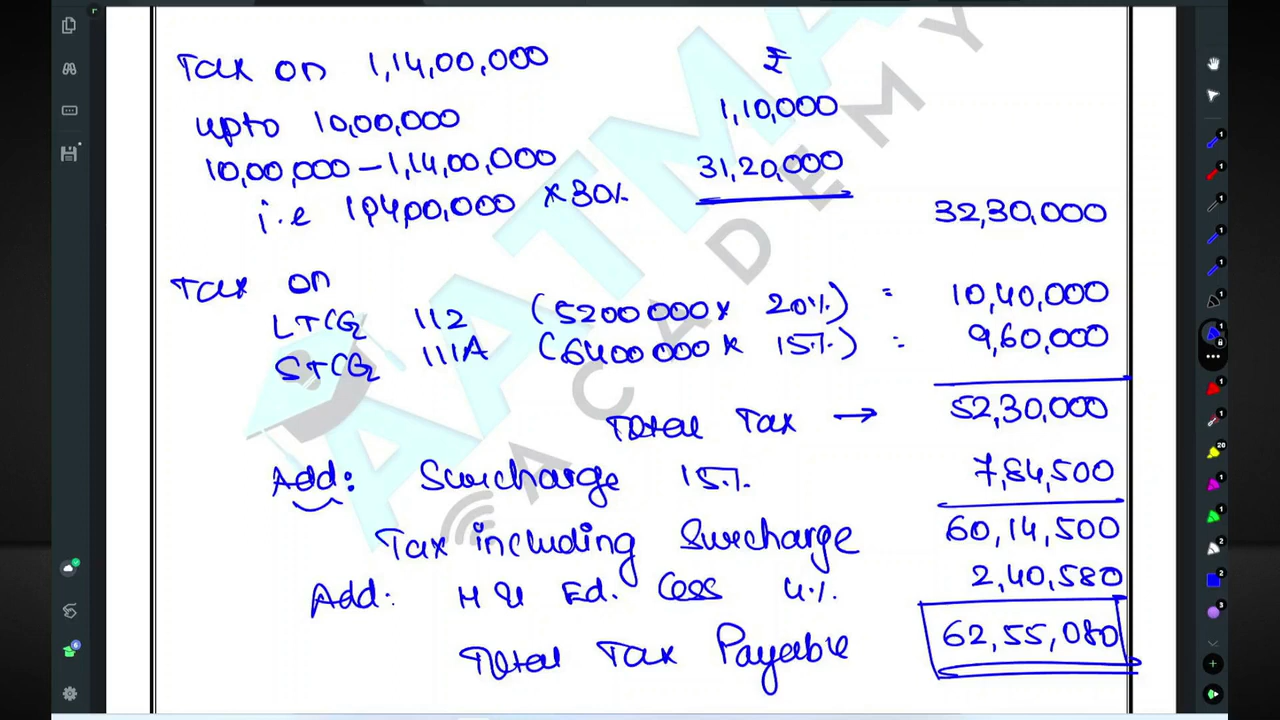 Tax on 1,14,00,000 ₹
upto 10,00,000 1,10,000
10,00,000 – 1,14,00,000 31,20,000
i.e 10400,000 × 30% 32,30,000
Tax on
LTCG 112 (5200000 × 20%) = 10,40,000
STCG 111A (6400000 × 15%) = 9,60,000
Total Tax → 52,30,000
Add: Surcharge 15% 7,84,500
Tax including Surcharge 60,14,500
Add: H & Ed. Cess 4% 2,40,580
Total Tax Payable 62,55,080
AATMA
ACADEMY